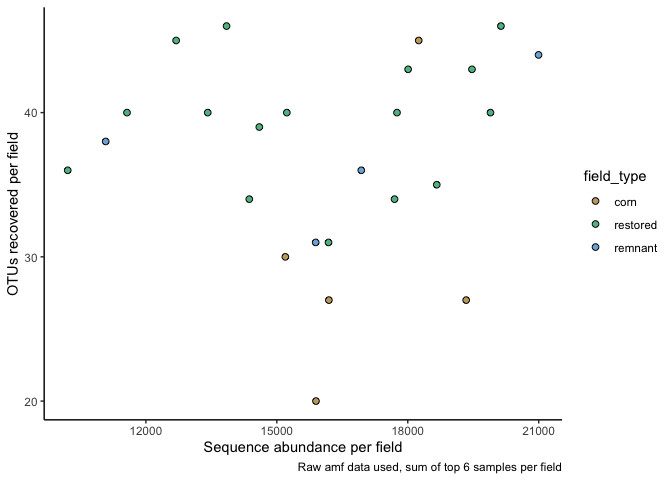 40
30
20
OTUs recovered per field
12000
15000
18000
21000
Sequence abundance per field
Raw amf data used, sum of top 6 samples per field
field_type
corn
restored
remnant